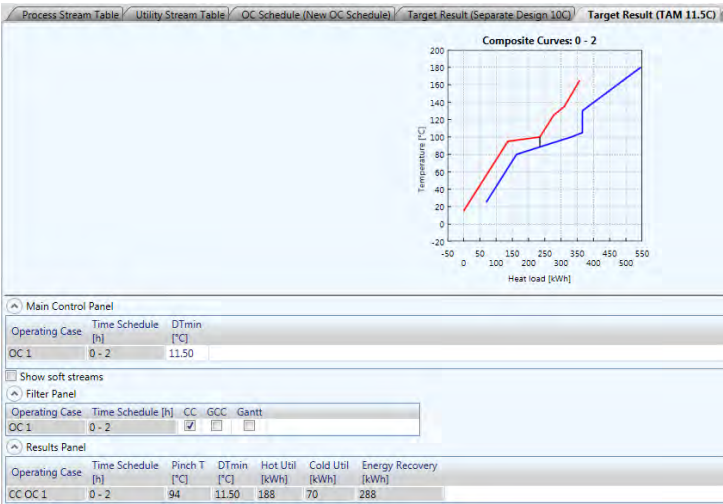 Process Stream Table Utility Stream Table OC Schedule (New OC Schedule) Target Result (Separate Design 10C) Target Result (TAM 11.5C)
Composite Curves: 0 - 2
200
180
160
140
120
100
80
60
40
20
0
-20
Temperature [°C]
-50 50 150 250 350 450 550
0 100 200 300 400 500
Heat load [kWh]
Main Control Panel
Operating Case Time Schedule [h] DTmin [°C]
OC 1 0 - 2 11.50
Show soft streams
Filter Panel
Operating Case Time Schedule [h] CC GCC Gantt
OC 1 0 - 2
Results Panel
Operating Case Time Schedule [h] Pinch T [°C] DTmin [°C] Hot Util [kWh] Cold Util [kWh] Energy Recovery [kWh]
CC OC 1 0 - 2 94 11.50 188 70 288